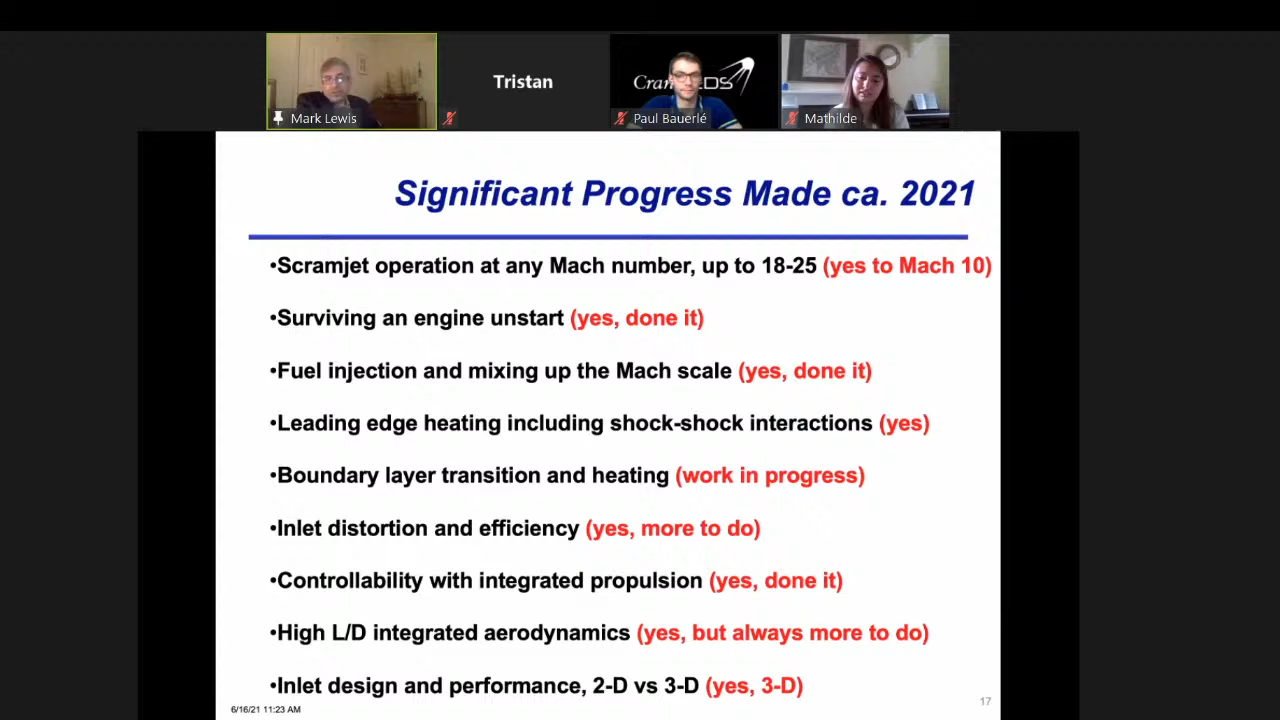 Tristan
Cran
EDS
Mark Lewis
Paul Bauerlé
Mathilde
Significant Progress Made ca. 2021
•Scramjet operation at any Mach number, up to 18-25 (yes to Mach 10)
•Surviving an engine unstart (yes, done it)
•Fuel injection and mixing up the Mach scale (yes, done it)
•Leading edge heating including shock-shock interactions (yes)
•Boundary layer transition and heating (work in progress)
•Inlet distortion and efficiency (yes, more to do)
•Controllability with integrated propulsion (yes, done it)
•High L/D integrated aerodynamics (yes, but always more to do)
•Inlet design and performance, 2-D vs 3-D (yes, 3-D)
6/16/21 11:23 AM
17